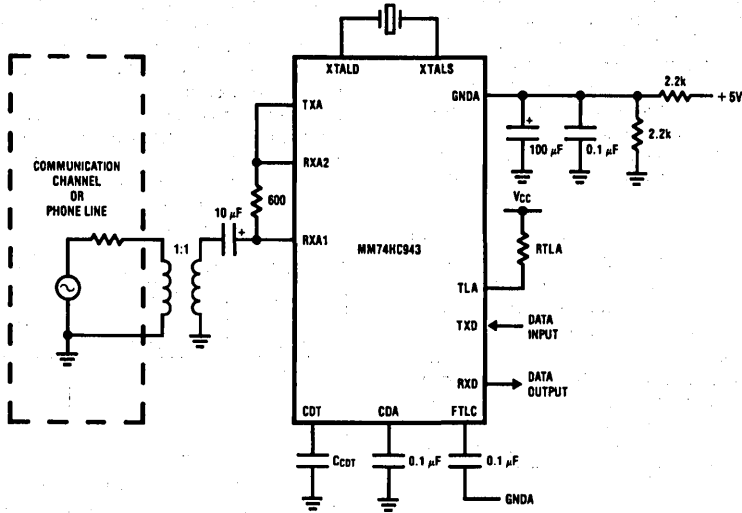 XTALD
XTALS
TXA
GNDA
2.2k
+5V
100 µF
0.1 µF
2.2k
RXA2
COMMUNICATION
CHANNEL
OR
PHONE LINE
600
10 µF
VCC
1:1
RXA1
MM74HC943
RTLA
TLA
TXD
DATA
INPUT
RXD
DATA
OUTPUT
CDT
CDA
FTLC
CCDT
0.1 µF
0.1 µF
GNDA